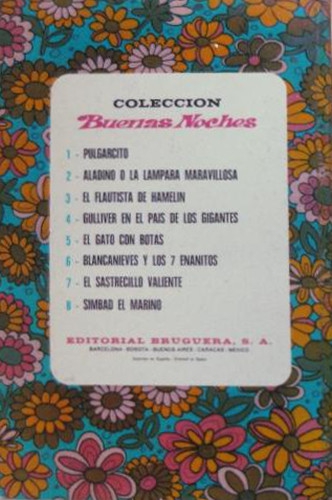 COLECCION
Buenas Noches
1 - PULGARCITO
2 - ALADINO O LA LAMPARA MARAVILLOSA
3 - EL FLAUTISTA DE HAMELIN
4 - GULLIVER EN EL PAIS DE LOS GIGANTES
5 - EL GATO CON BOTAS
6 - BLANCANIEVES Y LOS 7 ENANITOS
7 - EL SASTRECILLO VALIENTE
8 - SIMBAD EL MARINO
EDITORIAL BRUGUERA, S. A.
BARCELONA · BOGOTA · BUENOS AIRES · CARACAS · MEXICO